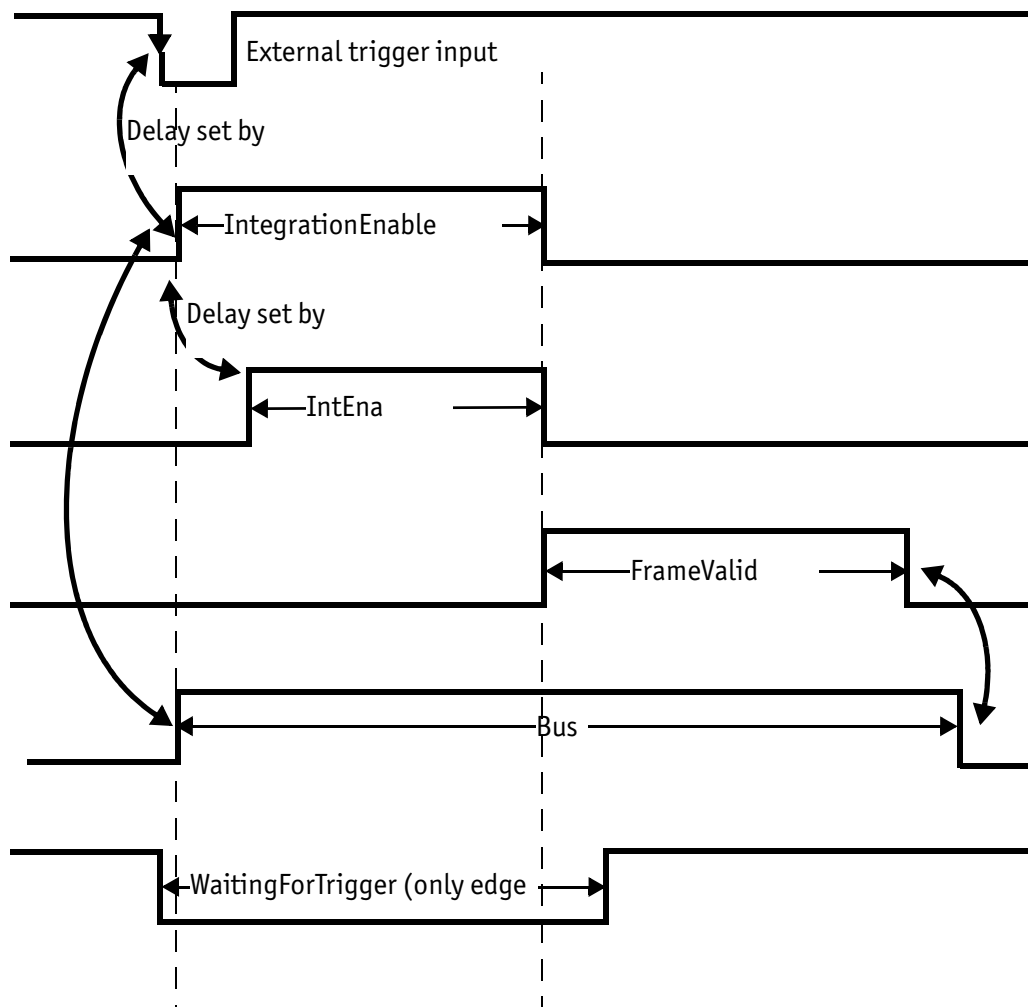 External trigger input
Delay set by
IntegrationEnable
Delay set by
IntEna
FrameValid
Bus
WaitingForTrigger (only edge